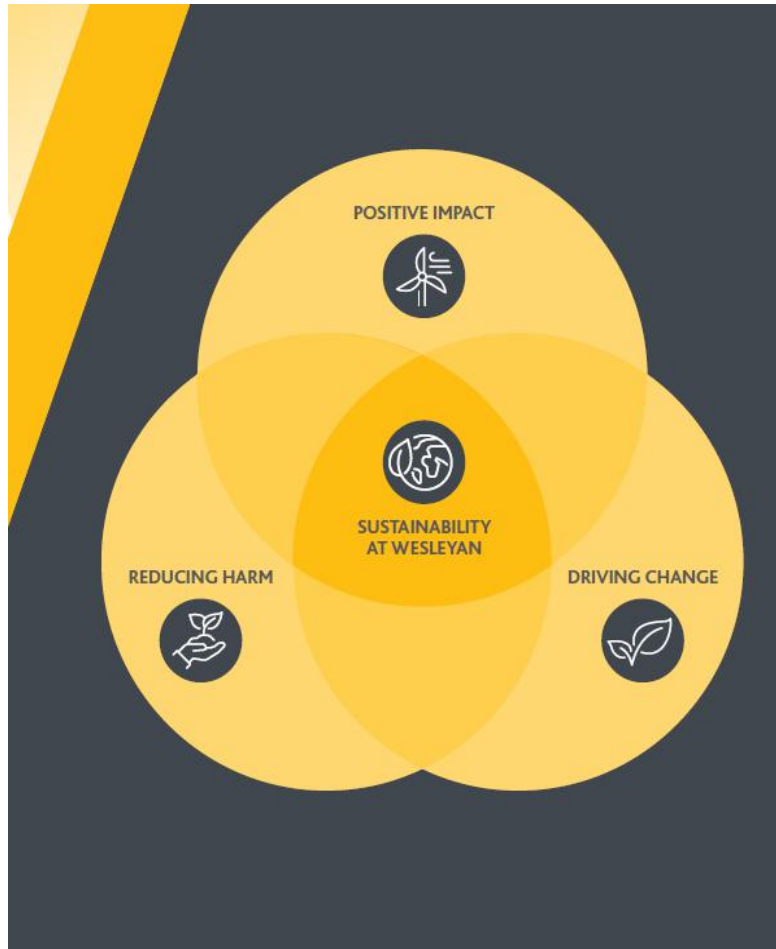 POSITIVE IMPACT
SUSTAINABILITY
AT WESLEYAN
REDUCING HARM
DRIVING CHANGE